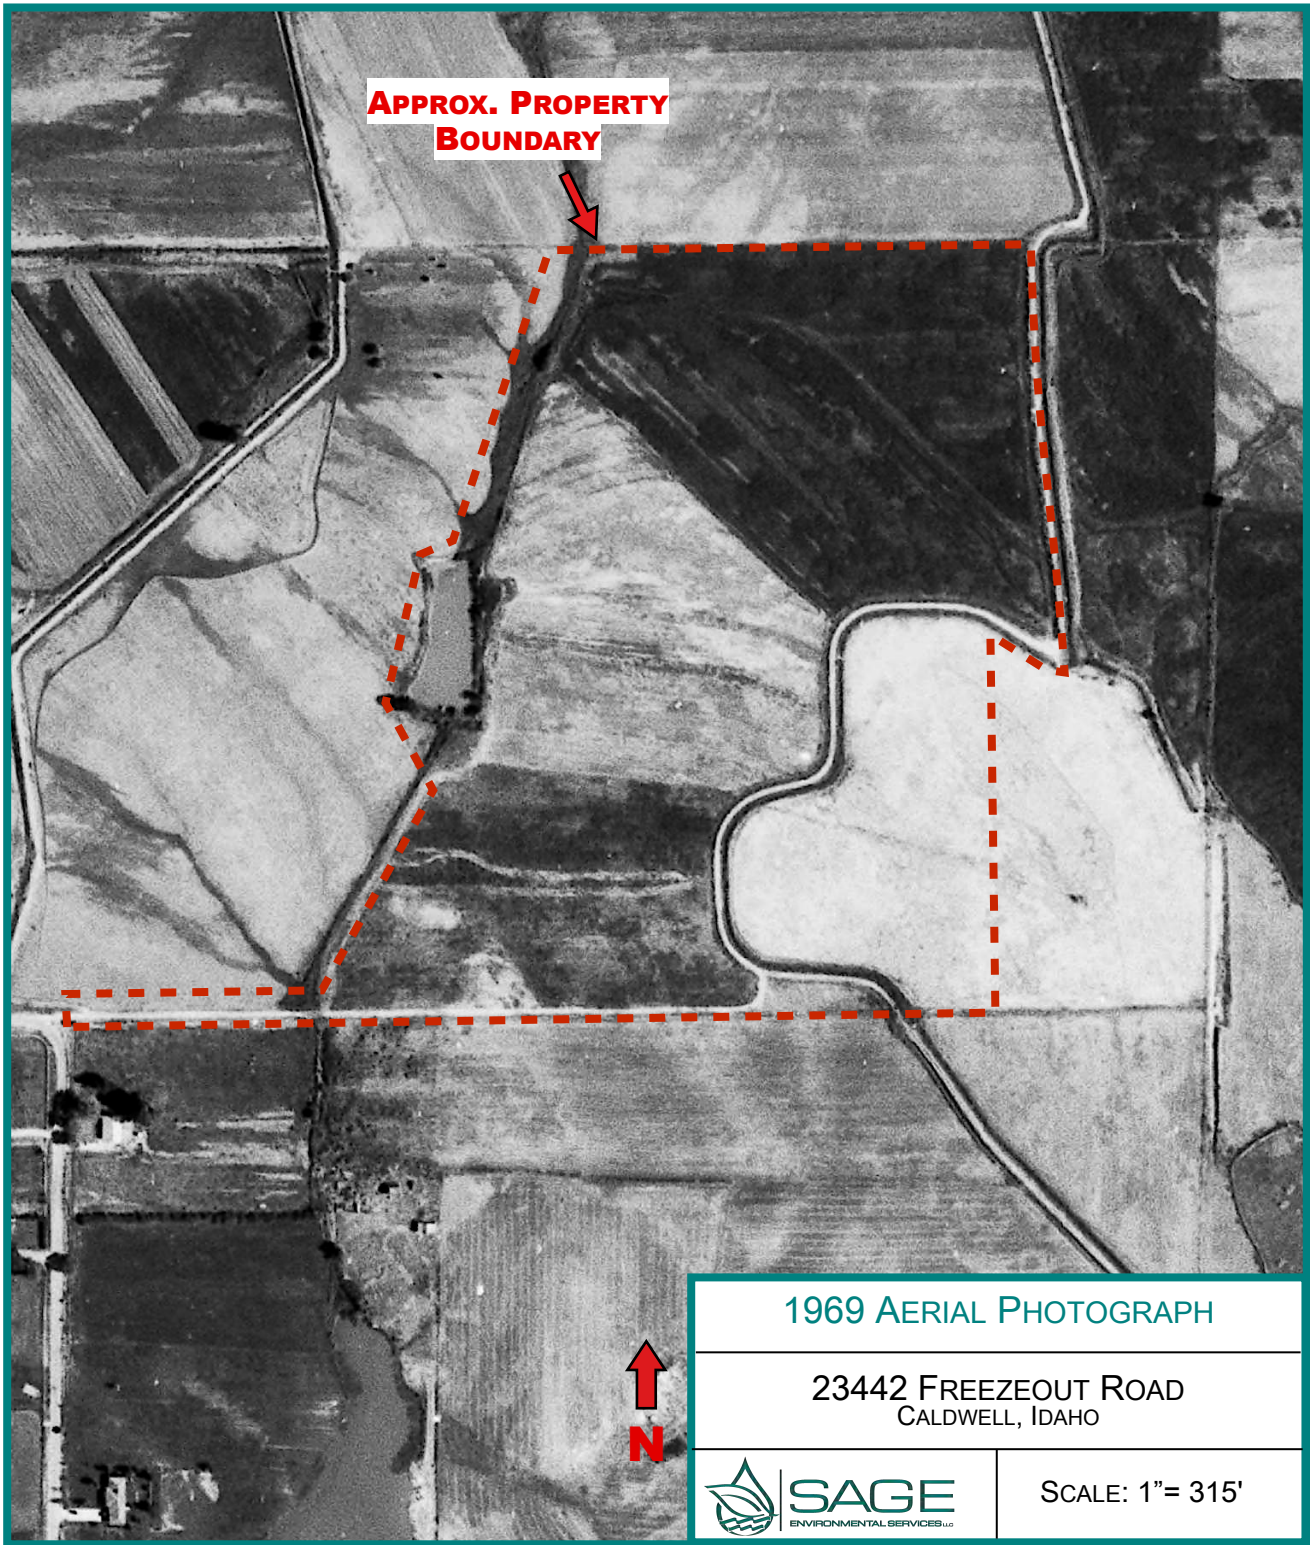 APPROX. PROPERTY
BOUNDARY
N
1969 AERIAL PHOTOGRAPH
23442 FREEZEOUT ROAD
CALDWELL, IDAHO
SAGE
ENVIRONMENTAL SERVICES LLC
SCALE: 1”= 315'